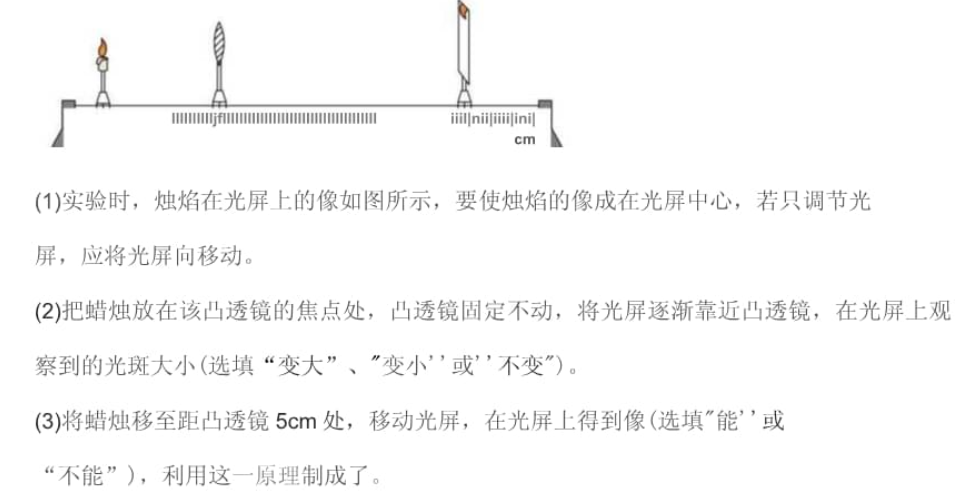 IIIIIIIIIIjfIIIIIIIIIIIIIIIIIIIIIIIIIIIIIIIIIIIIII iiil|nii|iiii|ini|
cm
(1)实验时，烛焰在光屏上的像如图所示，要使烛焰的像成在光屏中心，若只调节光
屏，应将光屏向移动。
(2)把蜡烛放在该凸透镜的焦点处，凸透镜固定不动，将光屏逐渐靠近凸透镜，在光屏上观
察到的光斑大小(选填“变大”、"变小''或''不变")。
(3)将蜡烛移至距凸透镜 5cm 处，移动光屏，在光屏上得到像(选填"能''或
“不能”)，利用这一原理制成了。